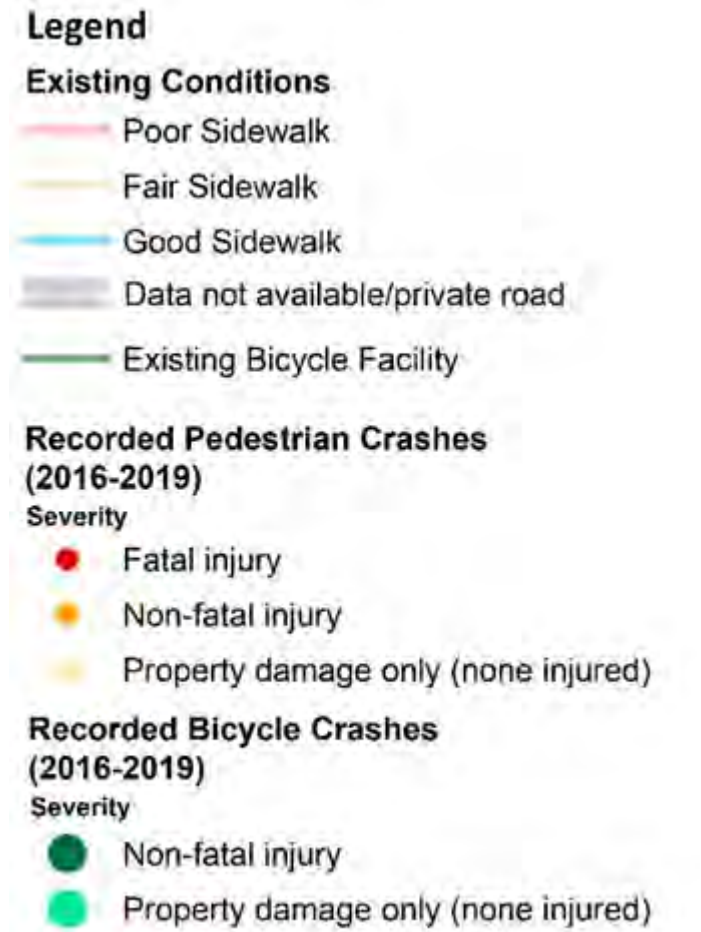 Legend
Existing Conditions
Poor Sidewalk
Fair Sidewalk
Good Sidewalk
Data not available/private road
Existing Bicycle Facility
Recorded Pedestrian Crashes
(2016-2019)
Severity
Fatal injury
Non-fatal injury
Property damage only (none injured)
Recorded Bicycle Crashes
(2016-2019)
Severity
Non-fatal injury
Property damage only (none injured)